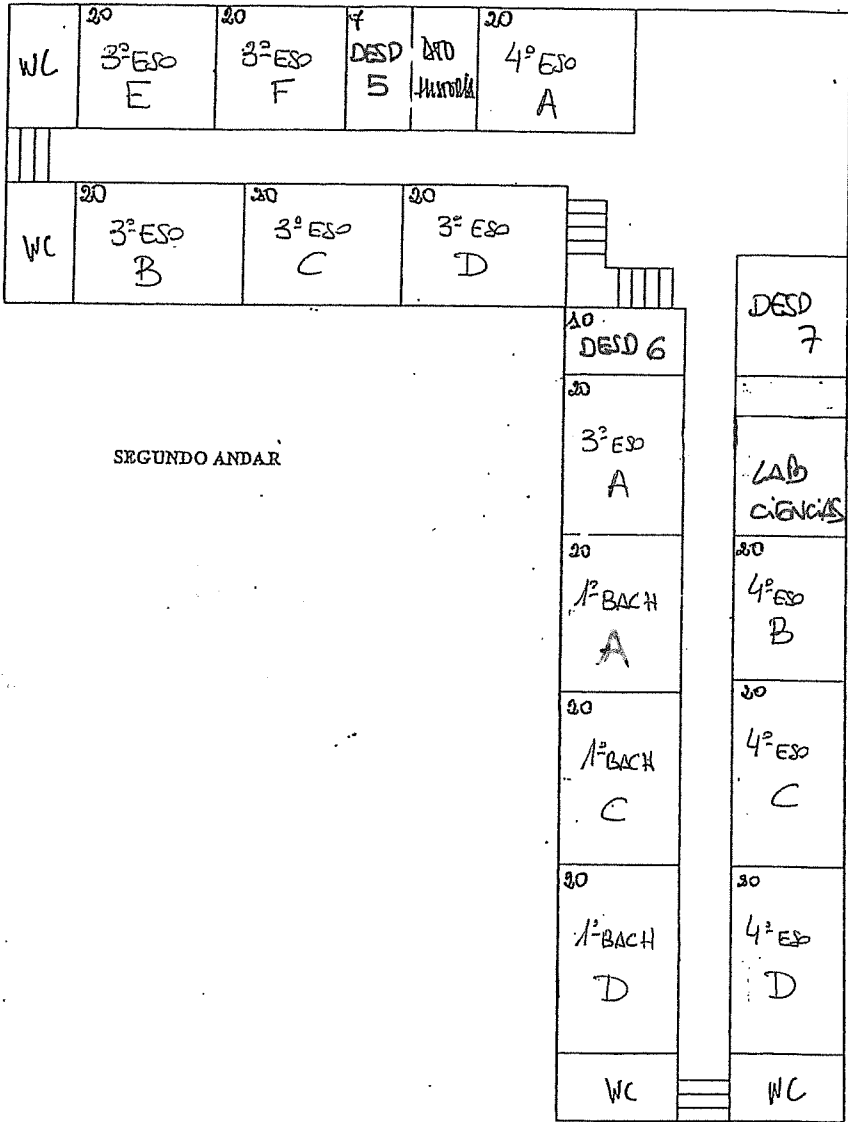 WC
20
3º ESO
E
20
3º ESO
F
7
DESD
5
DTO
HISTORIA
20
4º ESO
A
WC
20
3º ESO
B
20
3º ESO
C
20
3º ESO
D
10
DESD 6
DESD
7
20
3º ESO
A
LAB
CIENCIAS
SEGUNDO ANDAR
20
1º BACH
A
20
4º ESO
B
20
1º BACH
C
20
4º ESO
C
20
1º BACH
D
20
4º ESO
D
WC
WC